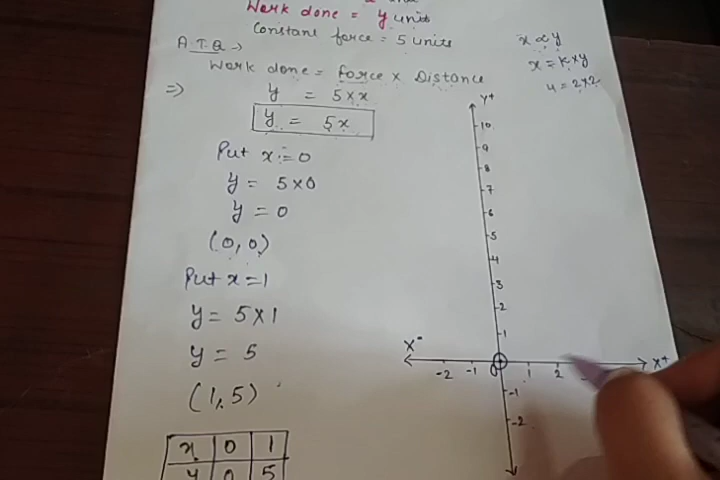 Work done = y units
Constant force = 5 units
A.T.Q →
Work done = force × Distance
⇒ y = 5 × x
y = 5x
Put x = 0
y = 5 × 0
y = 0
(0, 0)
Put x = 1
y = 5 × 1
y = 5
(1, 5)
x 0 1
y 0 5
x ∝ y
x = k × y
4 = 2 × 2
Y+
10
9
8
7
6
5
4
3
2
1
X- X+
-2 -1 0 1 2
-1
-2